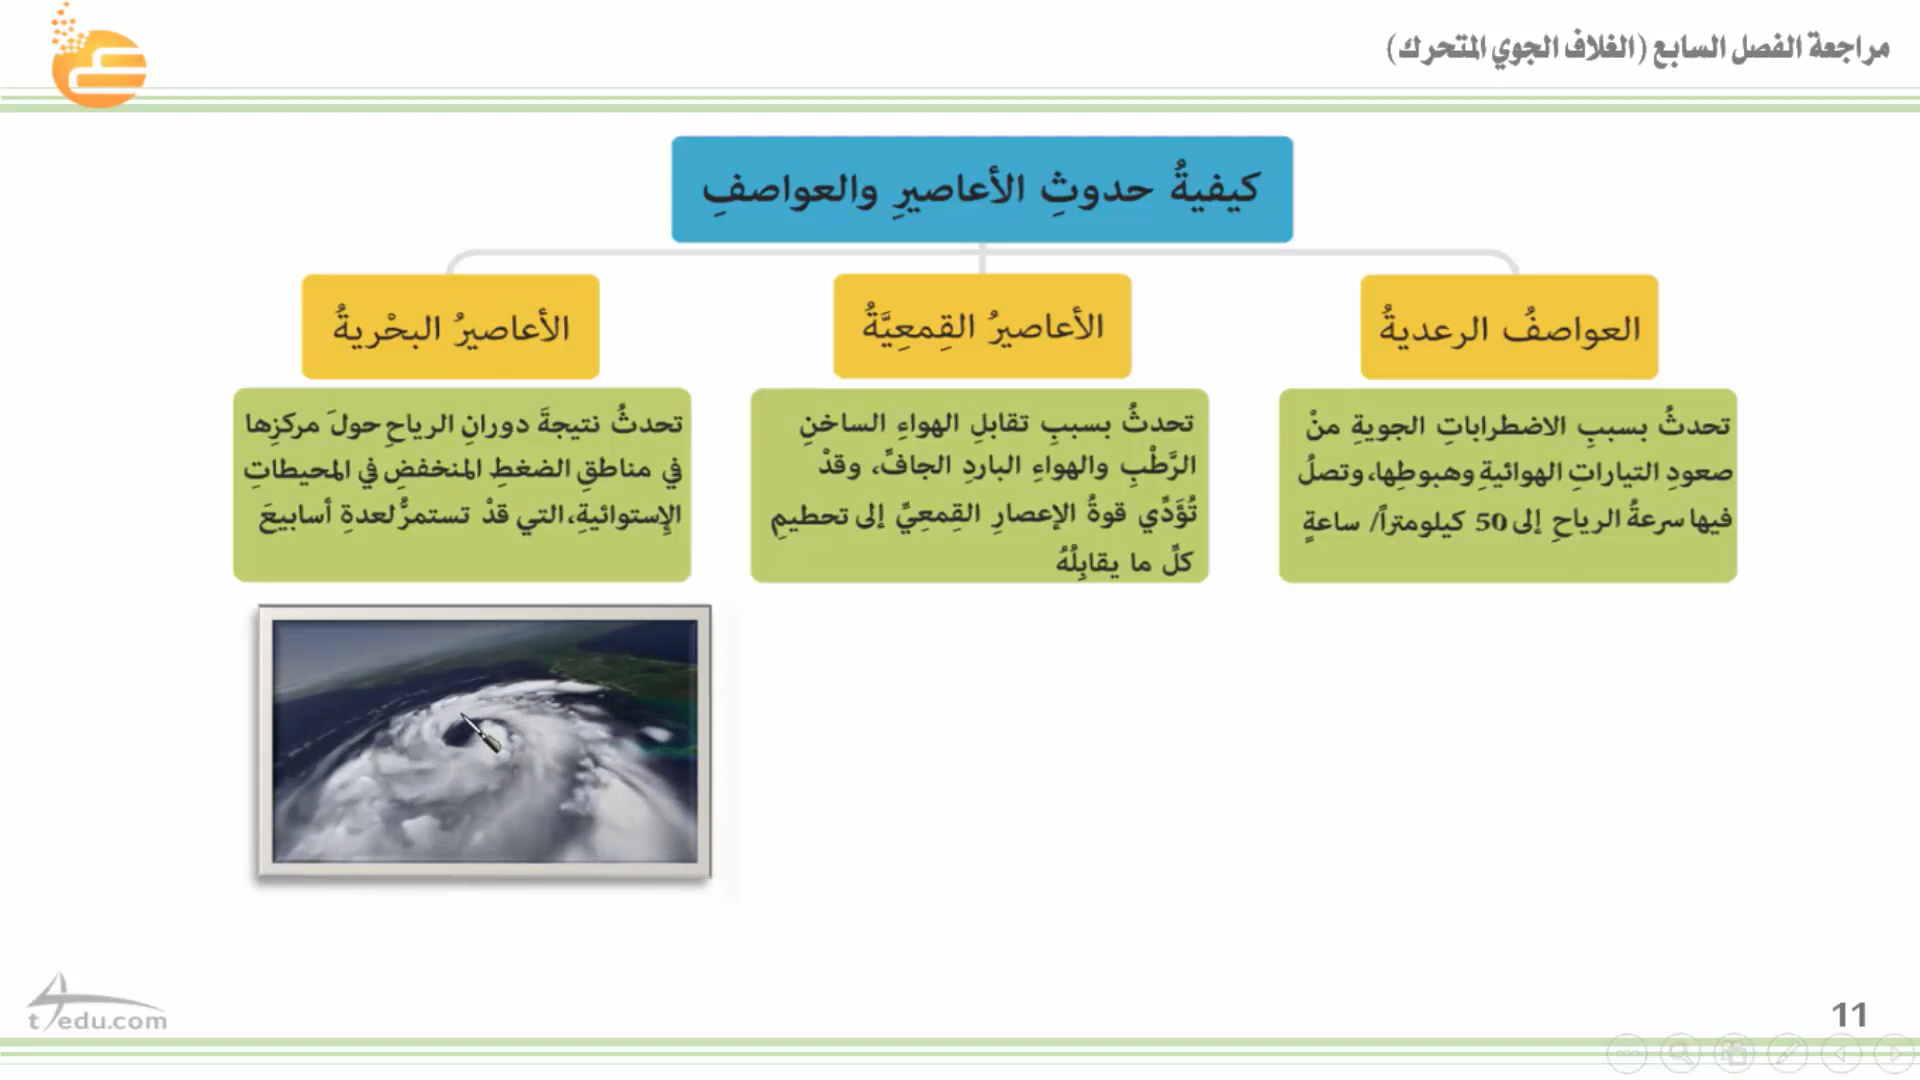 مراجعة الفصل السابع (الغلاف الجوي المتحرك)
كيفيةُ حدوثِ الأعاصيرِ والعواصفِ
العواصفُ الرعديةُ
تحدثُ بسببِ الاضطراباتِ الجويةِ منْ
صعودِ التياراتِ الهوائيةِ وهبوطِها، وتصلُ
فيها سرعةُ الرياحِ إلى 50 كيلومتراً/ ساعةٍ
الأعاصيرُ القِمعِيَّةُ
تحدثُ بسببِ تقابلِ الهواءِ الساخنِ
الرَّطْبِ والهواءِ الباردِ الجافِّ، وقدْ
تُؤَدِّي قوةُ الإعصارِ القِمعِيِّ إلى تحطيمِ
كلِّ ما يقابِلُهُ
الأعاصيرُ البحْريةُ
تحدثُ نتيجةَ دورانِ الرياحِ حولَ مركزِها
في مناطقِ الضغطِ المنخفضِ في المحيطاتِ
الإستوائيةِ، التي قدْ تستمرُّ لعدةِ أسابيعَ
t4edu.com
11